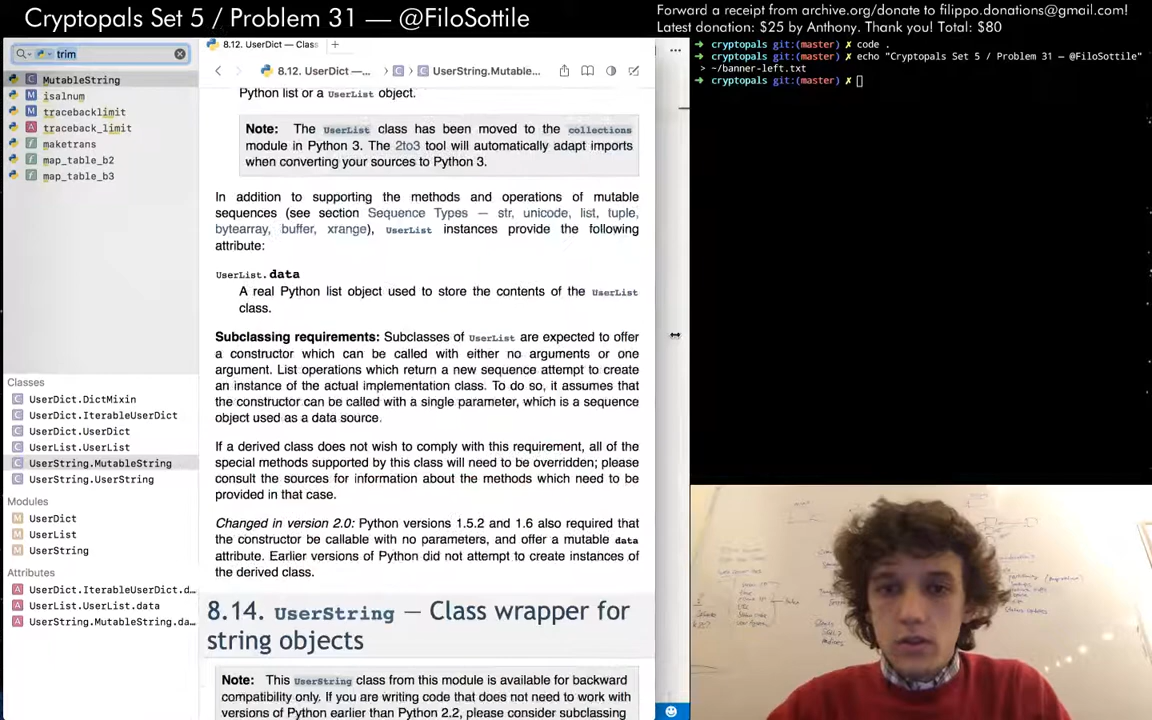 Cryptopals Set 5 / Problem 31 — @FiloSottile
Forward a receipt from archive.org/donate to filippo.donations@gmail.com!
Latest donation: $25 by Anthony. Thank you! Total: $80
trim
MutableString
isalnum
tracebacklimit
traceback_limit
maketrans
map_table_b2
map_table_b3
Classes
UserDict.DictMixin
UserDict.IterableUserDict
UserDict.UserDict
UserList.UserList
UserString.MutableString
UserString.UserString
Modules
UserDict
UserList
UserString
Attributes
UserDict.IterableUserDict.d...
UserList.UserList.data
UserString.MutableString.da...
8.12. UserDict — Clas
8.12. UserDict —...
UserString.Mutable...
Python list or a UserList object.
Note: The UserList class has been moved to the collections
module in Python 3. The 2to3 tool will automatically adapt imports
when converting your sources to Python 3.
In addition to supporting the methods and operations of mutable
sequences (see section Sequence Types — str, unicode, list, tuple,
bytearray, buffer, xrange), UserList instances provide the following
attribute:
UserList.data
A real Python list object used to store the contents of the UserList
class.
Subclassing requirements: Subclasses of UserList are expected to offer
a constructor which can be called with either no arguments or one
argument. List operations which return a new sequence attempt to create
an instance of the actual implementation class. To do so, it assumes that
the constructor can be called with a single parameter, which is a sequence
object used as a data source.
If a derived class does not wish to comply with this requirement, all of the
special methods supported by this class will need to be overridden; please
consult the sources for information about the methods which need to be
provided in that case.
Changed in version 2.0: Python versions 1.5.2 and 1.6 also required that
the constructor be callable with no parameters, and offer a mutable data
attribute. Earlier versions of Python did not attempt to create instances of
the derived class.
8.14. UserString — Class wrapper for
string objects
Note: This UserString class from this module is available for backward
compatibility only. If you are writing code that does not need to work with
versions of Python earlier than Python 2.2, please consider subclassing
➜ cryptopals git:(master) ✗ code .
➜ cryptopals git:(master) ✗ echo "Cryptopals Set 5 / Problem 31 — @FiloSottile"
> ~/banner-left.txt
➜ cryptopals git:(master) ✗